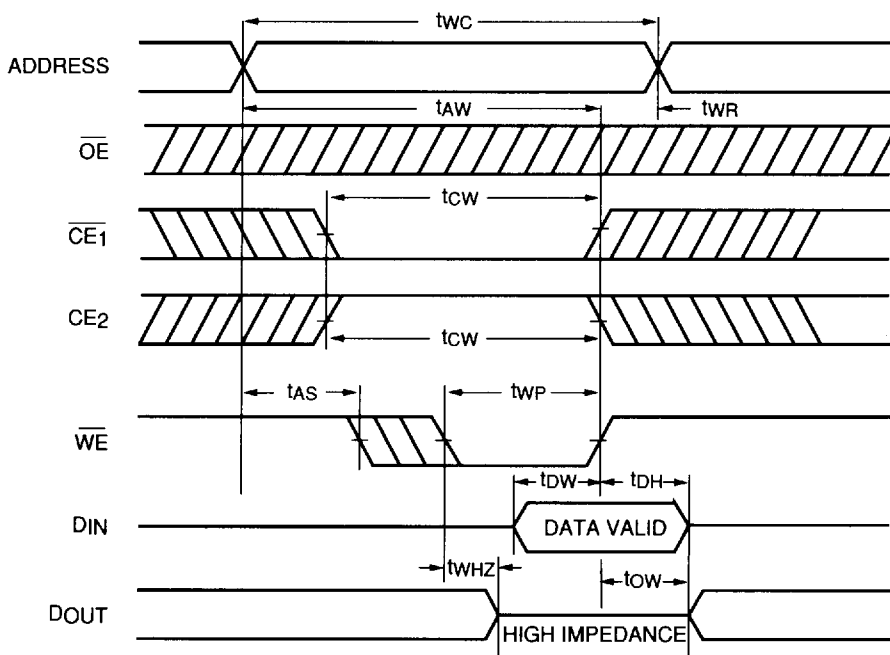 tWC
ADDRESS
tAW
tWR
OE
tCW
CE1
CE2
tCW
tAS
tWP
WE
tDW
tDH
DIN
DATA VALID
tWHZ
tOW
DOUT
HIGH IMPEDANCE